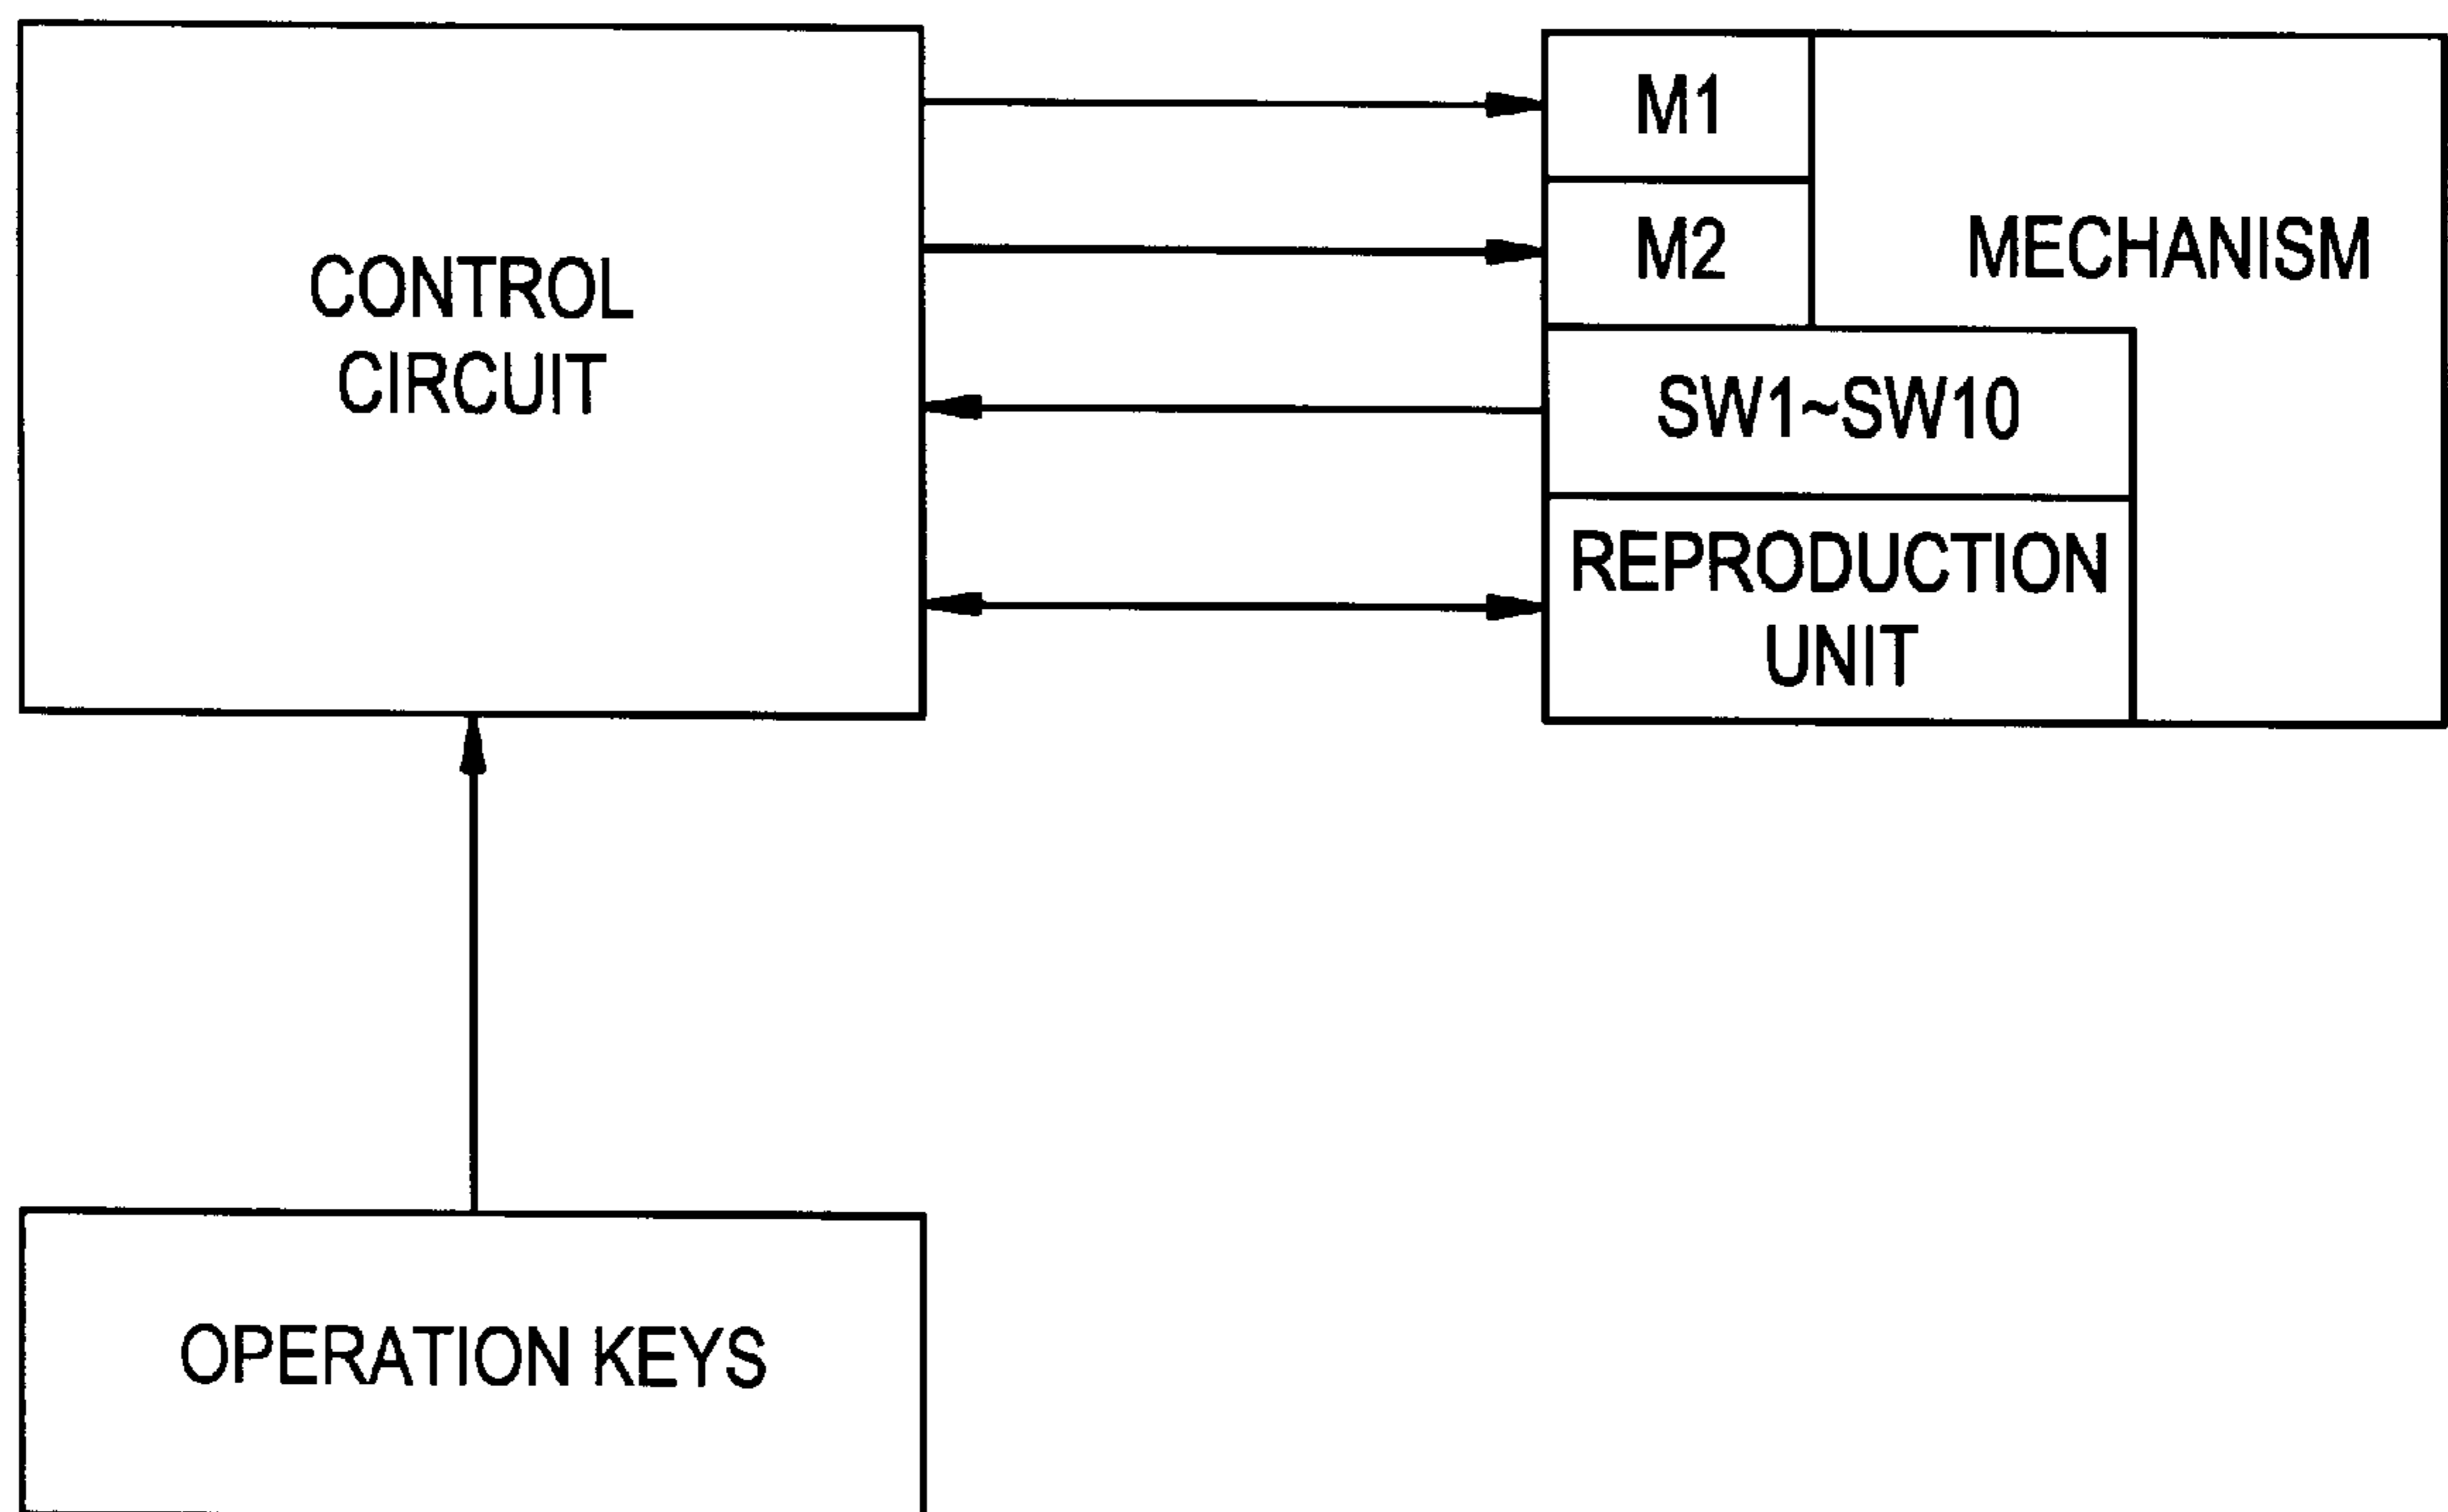 CONTROL
CIRCUIT
M1
M2
MECHANISM
SW1~SW10
REPRODUCTION
UNIT
OPERATION KEYS